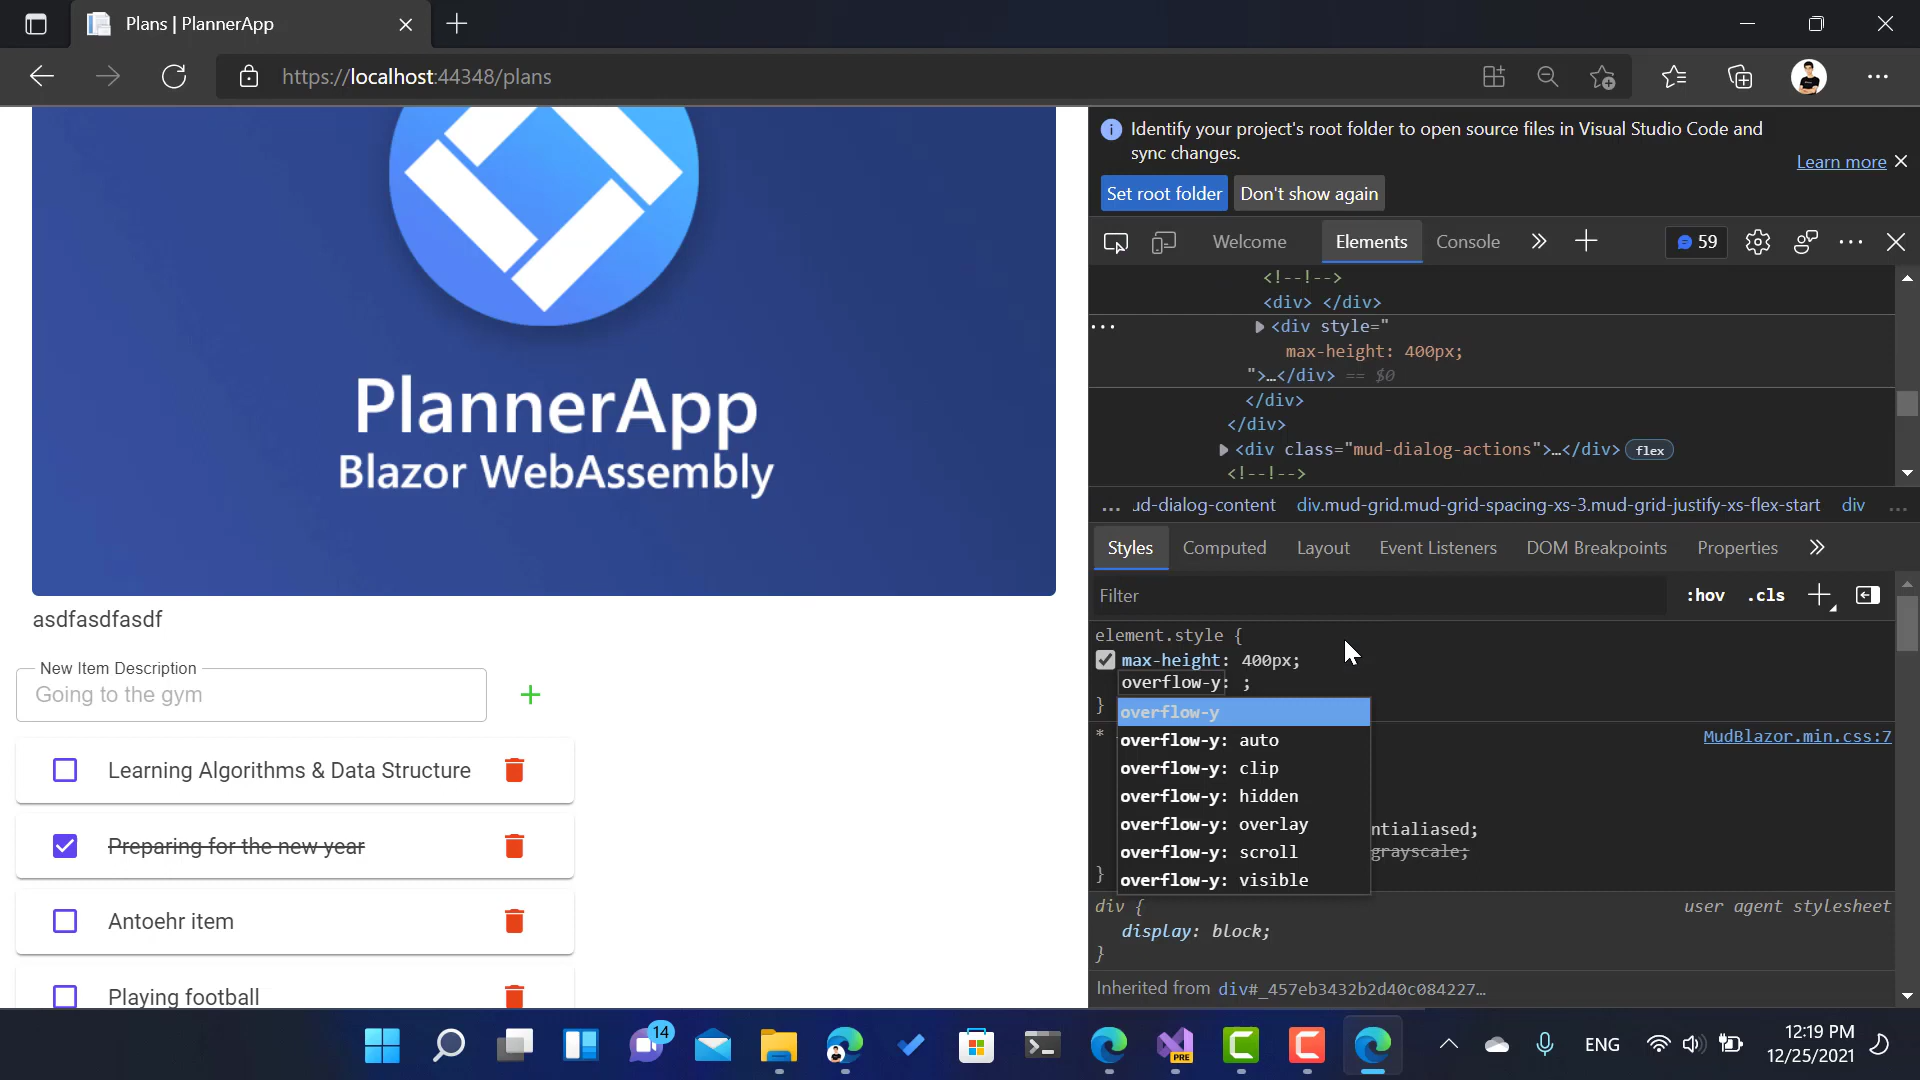 Plans | PlannerApp
https://localhost:44348/plans
PlannerApp
Blazor WebAssembly
asdfasdfasdf
New Item Description
Going to the gym
Learning Algorithms & Data Structure
Preparing for the new year
Antoehr item
Playing football
Identify your project's root folder to open source files in Visual Studio Code and
sync changes.
Learn more
Set root folder
Don't show again
Welcome
Elements
Console
59
<!--!-->
<div> </div>
<div style="
max-height: 400px;
">…</div> == $0
</div>
</div>
<div class="mud-dialog-actions">…</div> flex
<!--!-->
... ud-dialog-content div.mud-grid.mud-grid-spacing-xs-3.mud-grid-justify-xs-flex-start div ...
Styles Computed Layout Event Listeners DOM Breakpoints Properties
Filter
:hov .cls
element.style {
max-height: 400px;
overflow-y: ;
}
overflow-y
* MudBlazor.min.css:7
overflow-y: auto
overflow-y: clip
overflow-y: hidden
overflow-y: overlay
ntialiased;
overflow-y: scroll
grayscale;
overflow-y: visible
}
div { user agent stylesheet
display: block;
}
Inherited from div#_457eb3432b2d40c084227…
14
PRE
ENG
12:19 PM
12/25/2021